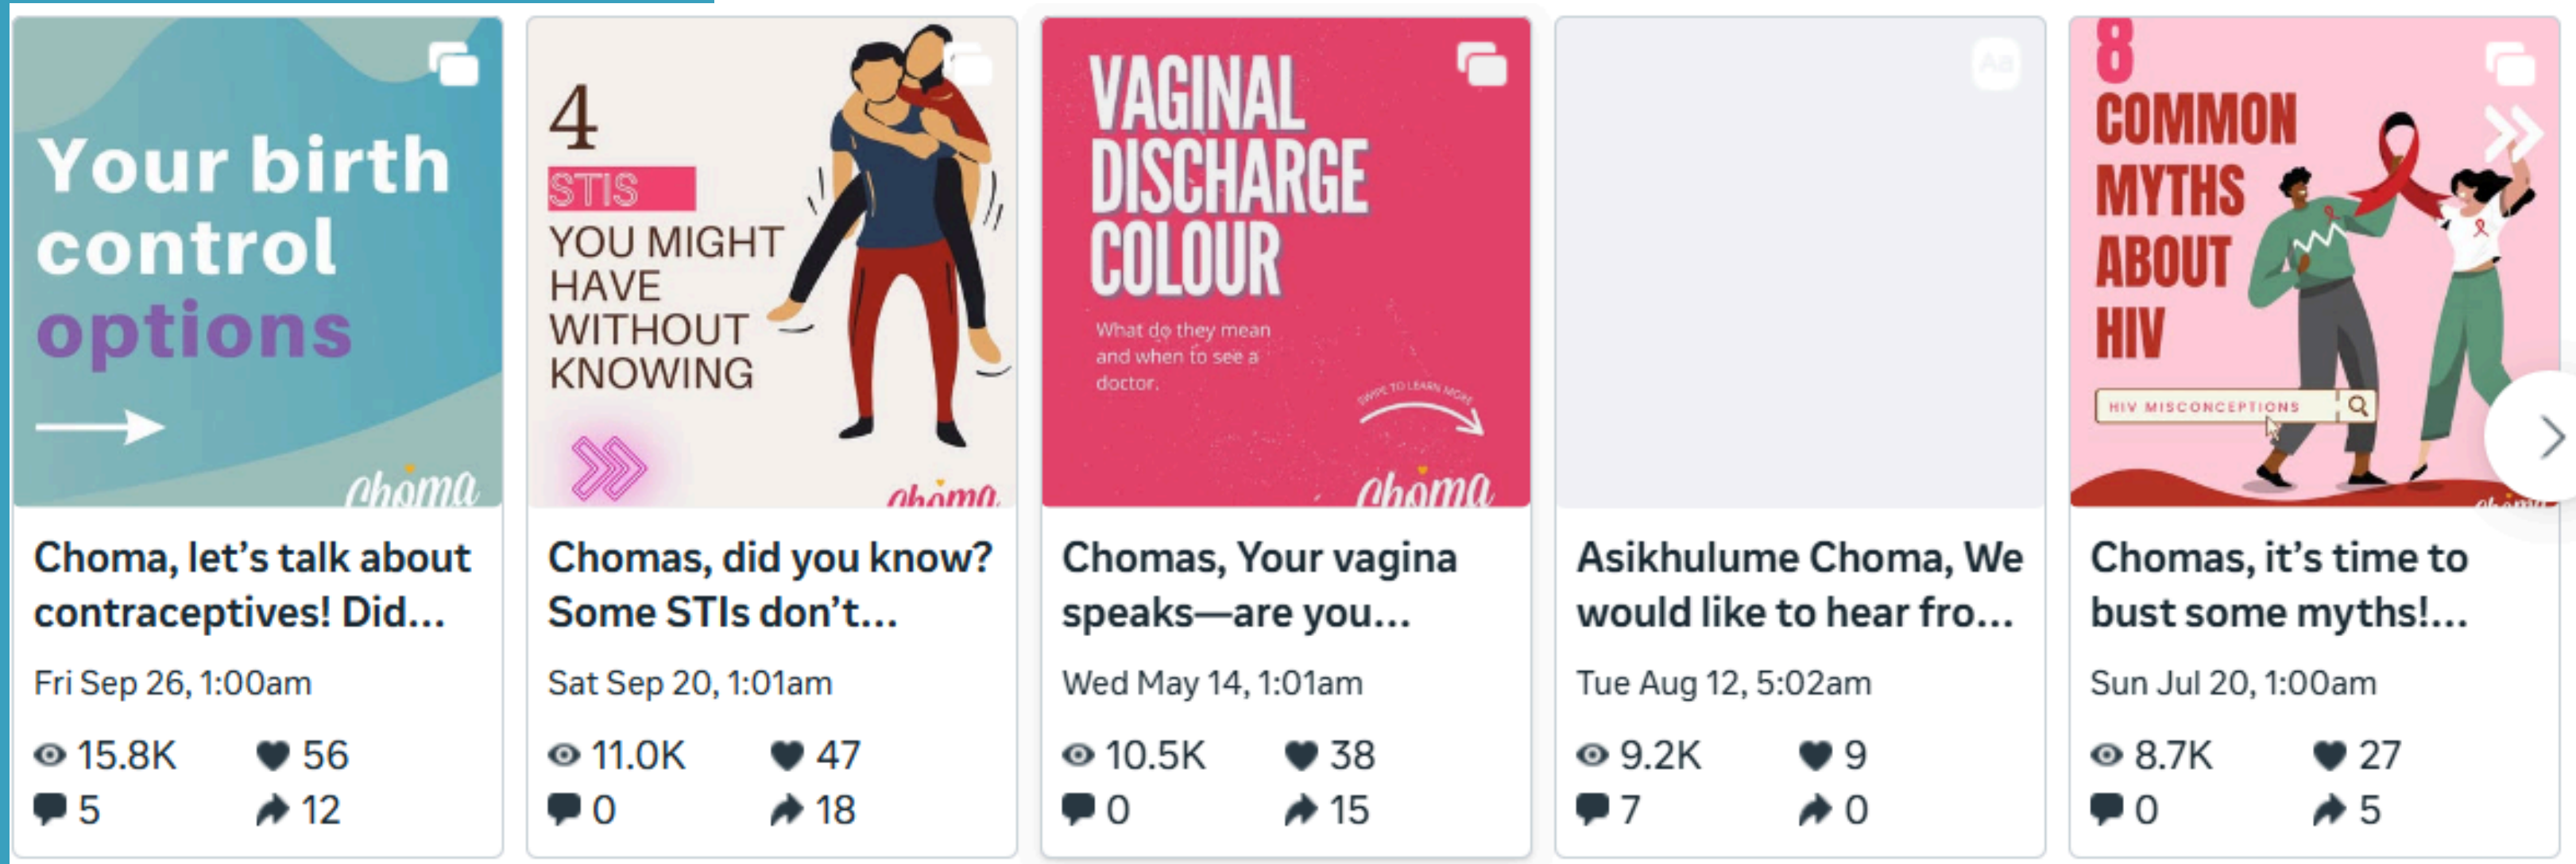 Your birth
control
options
choma
Choma, let's talk about
contraceptives! Did...
Fri Sep 26, 1:00am
15.8K 56
5 12
4
STIS
YOU MIGHT
HAVE
WITHOUT
KNOWING
choma
Chomas, did you know?
Some STIs don't...
Sat Sep 20, 1:01am
11.0K 47
0 18
VAGINAL
DISCHARGE
COLOUR
What do they mean
and when to see a
doctor.
SWIPE TO LEARN MORE
choma
Chomas, Your vagina
speaks—are you...
Wed May 14, 1:01am
10.5K 38
0 15
Aa
Asikhulume Choma, We
would like to hear fro...
Tue Aug 12, 5:02am
9.2K 9
7 0
8
COMMON
MYTHS
ABOUT
HIV
HIV MISCONCEPTIONS
choma
Chomas, it's time to
bust some myths!...
Sun Jul 20, 1:00am
8.7K 27
0 5